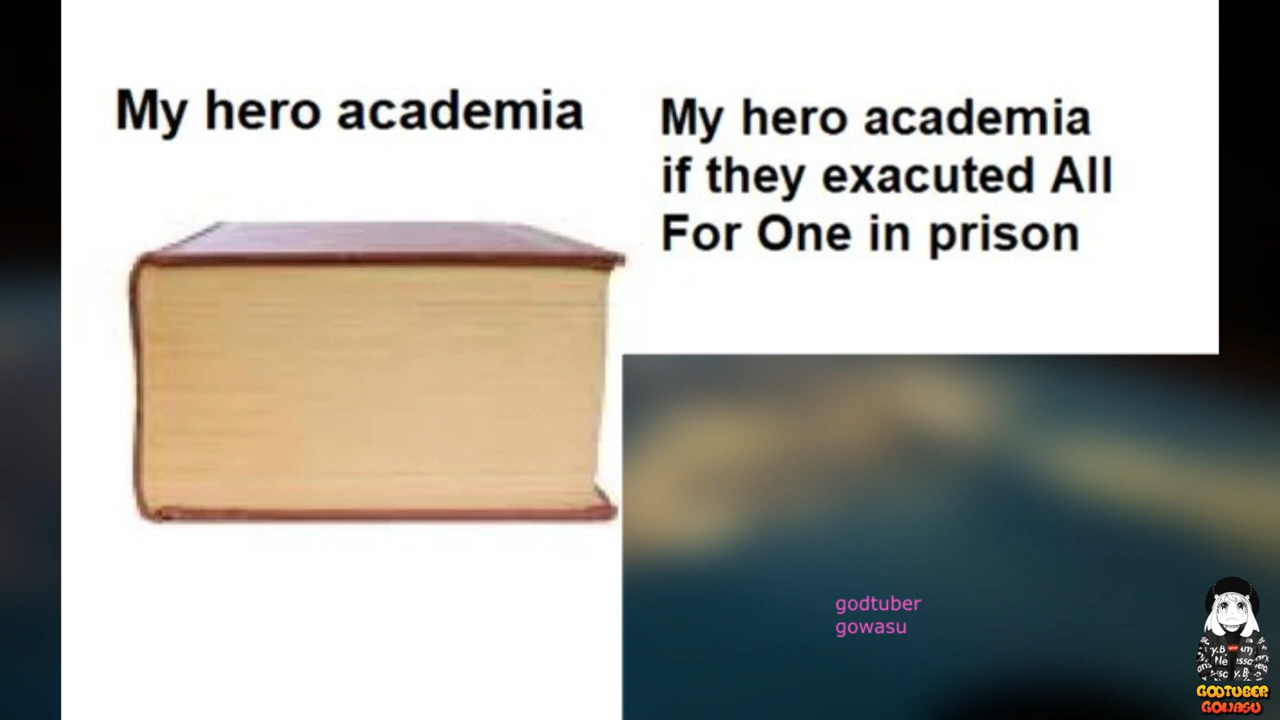 My hero academia
My hero academia
if they exacuted All
For One in prison
godtuber
gowasu
GODTUBER
GOWASU